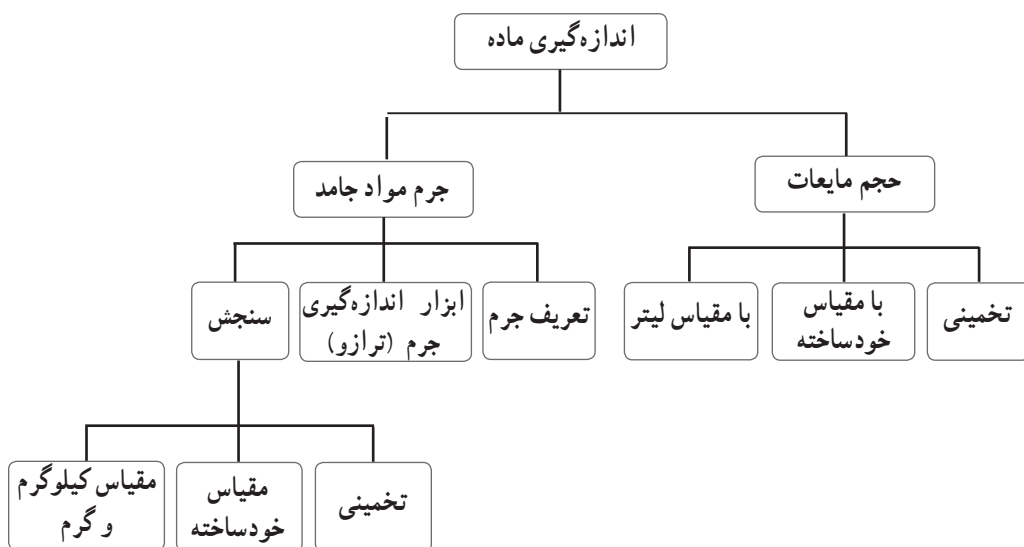 اندازه‌گیری ماده
حجم مایعات
جرم مواد جامد
تخمینی
با مقیاس
خودساخته
با مقیاس لیتر
تعریف جرم
ابزار اندازه‌گیری
جرم (ترازو)
سنجش
تخمینی
مقیاس
خودساخته
مقیاس کیلوگرم
و گرم